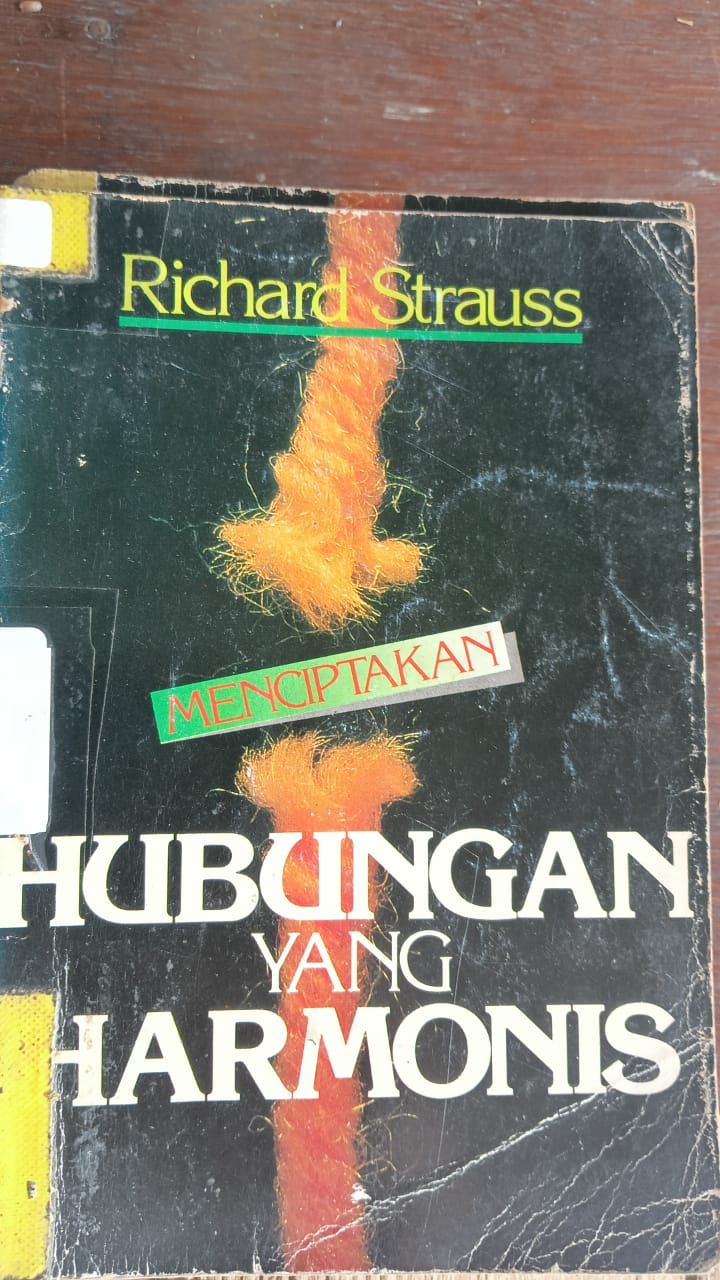 Richard Strauss
MENCIPTAKAN
HUBUNGAN
YANG
HARMONIS